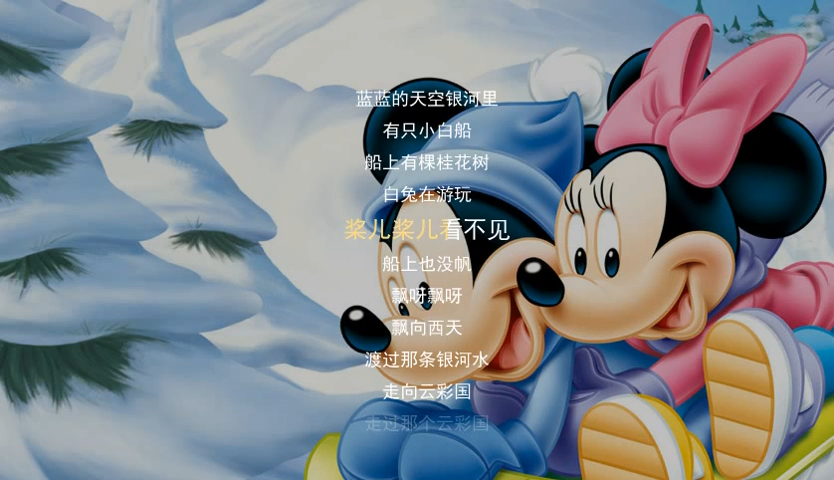 蓝蓝的天空银河里
有只小白船
船上有棵桂花树
白兔在游玩
桨儿桨儿看不见
船上也没帆
飘呀飘呀
飘向西天
渡过那条银河水
走向云彩国
走过那个云彩国